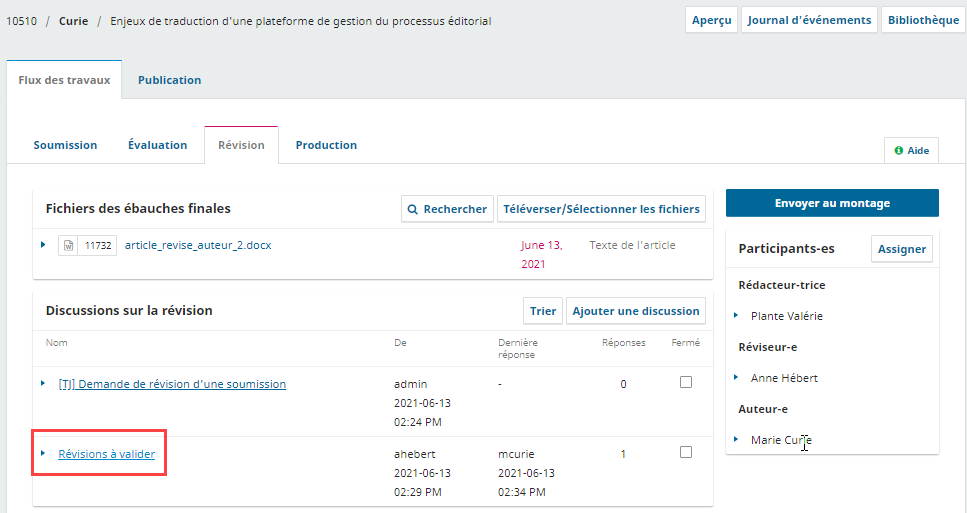 10510 / Curie / Enjeux de traduction d'une plateforme de gestion du processus éditorial
Aperçu Journal d'événements Bibliothèque
Flux des travaux Publication
Soumission Évaluation Révision Production
Aide
Fichiers des ébauches finales Rechercher Téléverser/Sélectionner les fichiers
11732 article_revise_auteur_2.docx June 13, 2021 Texte de l'article
Discussions sur la révision Trier Ajouter une discussion
Nom De Dernière réponse Réponses Fermé
[TJ] Demande de révision d'une soumission admin - 0
2021-06-13
02:24 PM
Révisions à valider ahebert mcurie 1
2021-06-13 2021-06-13
02:29 PM 02:34 PM
Envoyer au montage
Participants-es Assigner
Rédacteur-trice
Plante Valérie
Réviseur-e
Anne Hébert
Auteur-e
Marie Curie